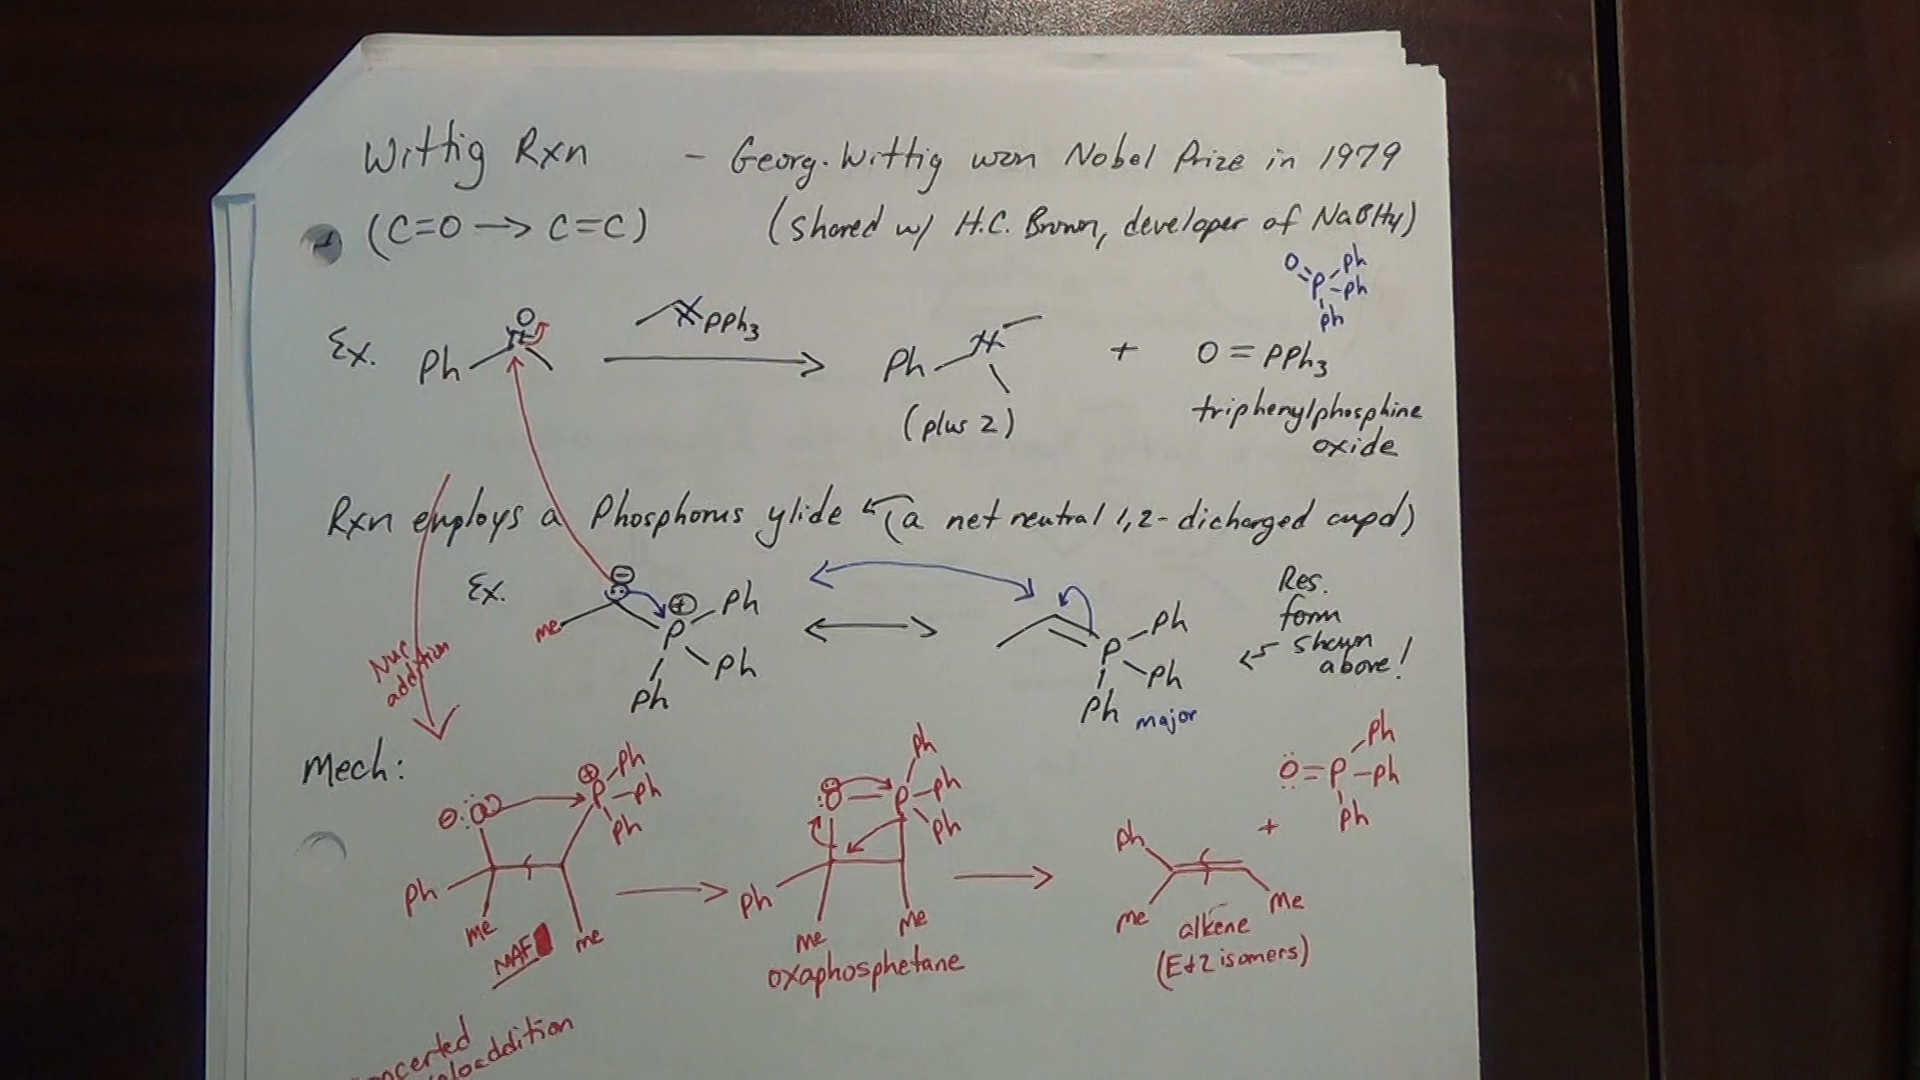 Wittig Rxn - Georg. Wittig won Nobel Prize in 1979
(C=O → C=C) (shared w/ H.C. Brown, developer of NaBH4)
O=P-Ph
Ph
Ph
Ex. Ph O PPh3 Ph + O=PPh3
(plus Z) triphenylphosphine
oxide
Rxn employs a Phosphorus ylide ← (a net neutral 1,2-dicharged cmpd)
Ex. Me ⊖ ⊕ P Ph Ph Ph ↔ P Ph Ph Ph
major
Res.
form
← shown
above!
Nuc
addition
Mech:
⊖ :O: ⊕ P Ph Ph Ph
Ph Me Me
NAF
→
:O: P Ph Ph Ph
Ph Me Me
oxaphosphetane
→
Ph Me Me
alkene
(E+Z isomers)
+ O=P Ph Ph Ph